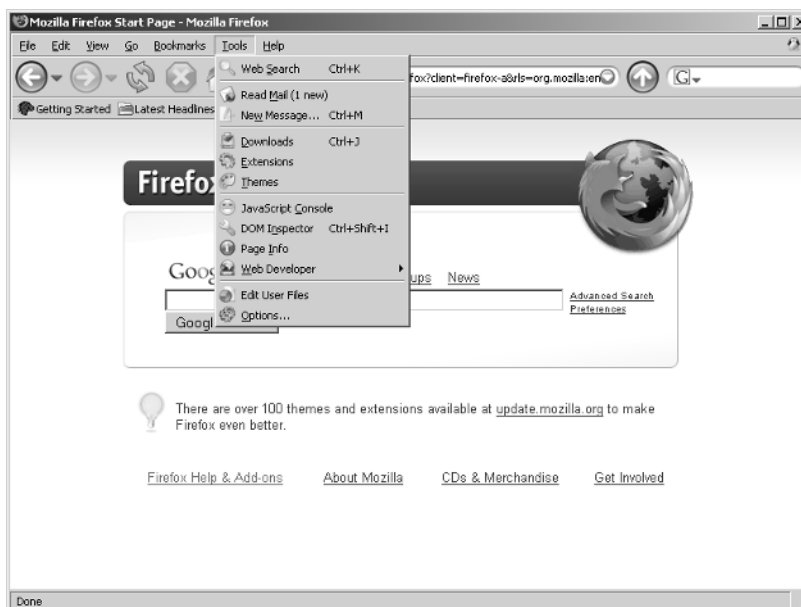 Mozilla Firefox Start Page - Mozilla Firefox
File Edit View Go Bookmarks Tools Help
fox?client=firefox-a&rls=org.mozilla:en G
Getting Started Latest Headlines
Web Search Ctrl+K
Read Mail (1 new)
New Message... Ctrl+M
Downloads Ctrl+J
Extensions
Themes
JavaScript Console
DOM Inspector Ctrl+Shift+I
Page Info
Web Developer
Edit User Files
Options...
Firefo
Goog
ups News
Advanced Search
Preferences
Googl
There are over 100 themes and extensions available at update.mozilla.org to make
Firefox even better.
Firefox Help & Add-ons About Mozilla CDs & Merchandise Get Involved
Done